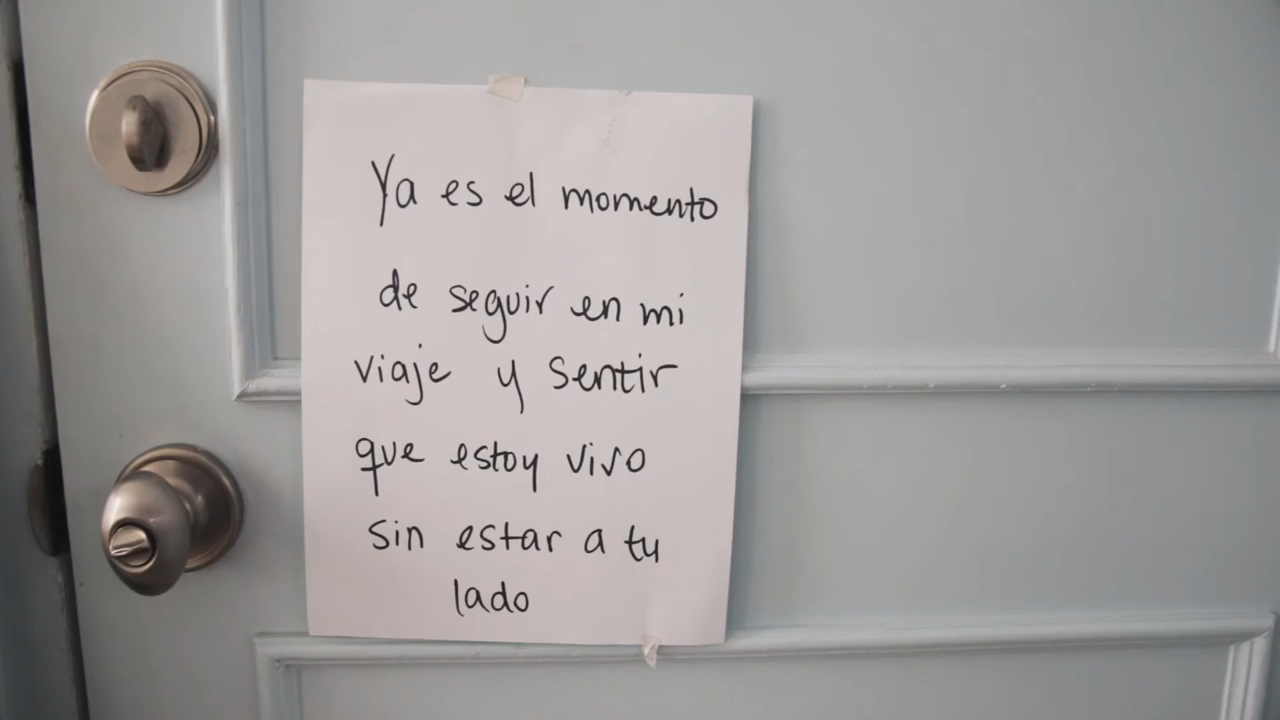 Ya es el momento
de seguir en mi
viaje y sentir
que estoy vivo
sin estar a tu
lado